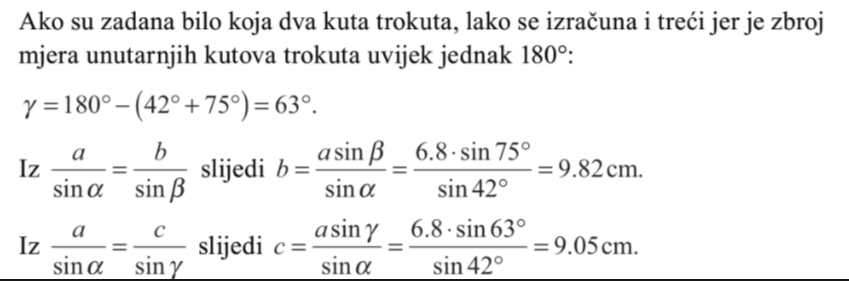 Ako su zadana bilo koja dva kuta trokuta, lako se izračuna i treći jer je zbroj
mjera unutarnjih kutova trokuta uvijek jednak 180°:
γ = 180° − (42° + 75°) = 63°.
Iz a/sin α = b/sin β slijedi b = a sin β/sin α = 6.8 · sin 75°/sin 42° = 9.82 cm.
Iz a/sin α = c/sin γ slijedi c = a sin γ/sin α = 6.8 · sin 63°/sin 42° = 9.05 cm.